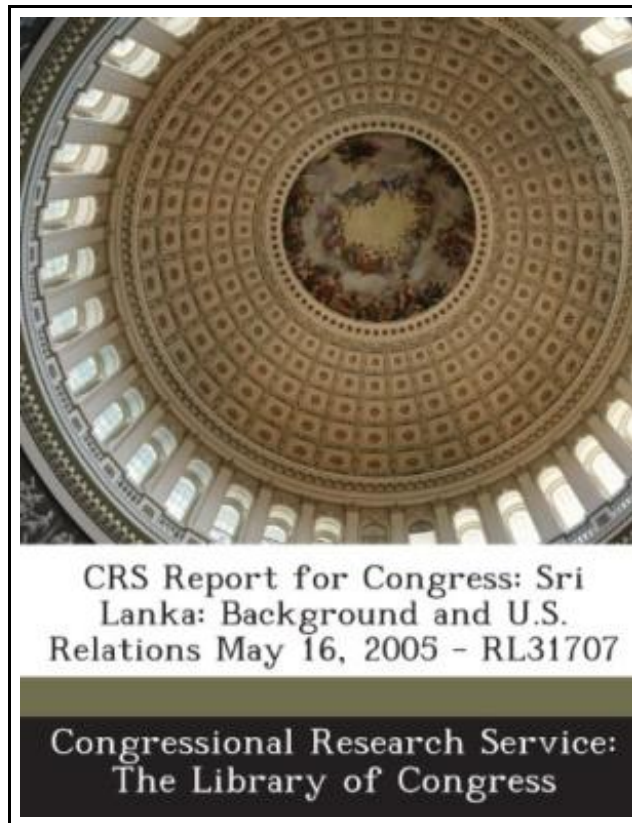 CRS Report for Congress: Sri
Lanka: Background and U.S.
Relations May 16, 2005 - RL31707
Congressional Research Service:
The Library of Congress